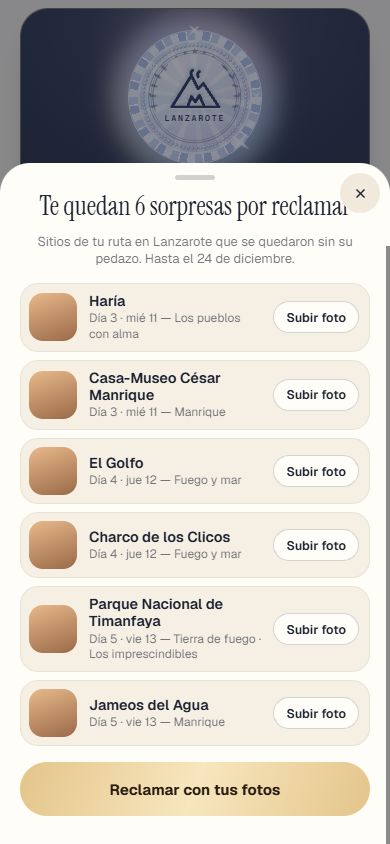 LANZAROTE
Te quedan 6 sorpresas por reclamar
✕
Sitios de tu ruta en Lanzarote que se quedaron sin su
pedazo. Hasta el 24 de diciembre.
Haría
Día 3 · mié 11 — Los pueblos
con alma
Subir foto
Casa-Museo César
Manrique
Día 3 · mié 11 — Manrique
Subir foto
El Golfo
Día 4 · jue 12 — Fuego y mar
Subir foto
Charco de los Clicos
Día 4 · jue 12 — Fuego y mar
Subir foto
Parque Nacional de
Timanfaya
Día 5 · vie 13 — Tierra de fuego ·
Los imprescindibles
Subir foto
Jameos del Agua
Día 5 · vie 13 — Manrique
Subir foto
Reclamar con tus fotos